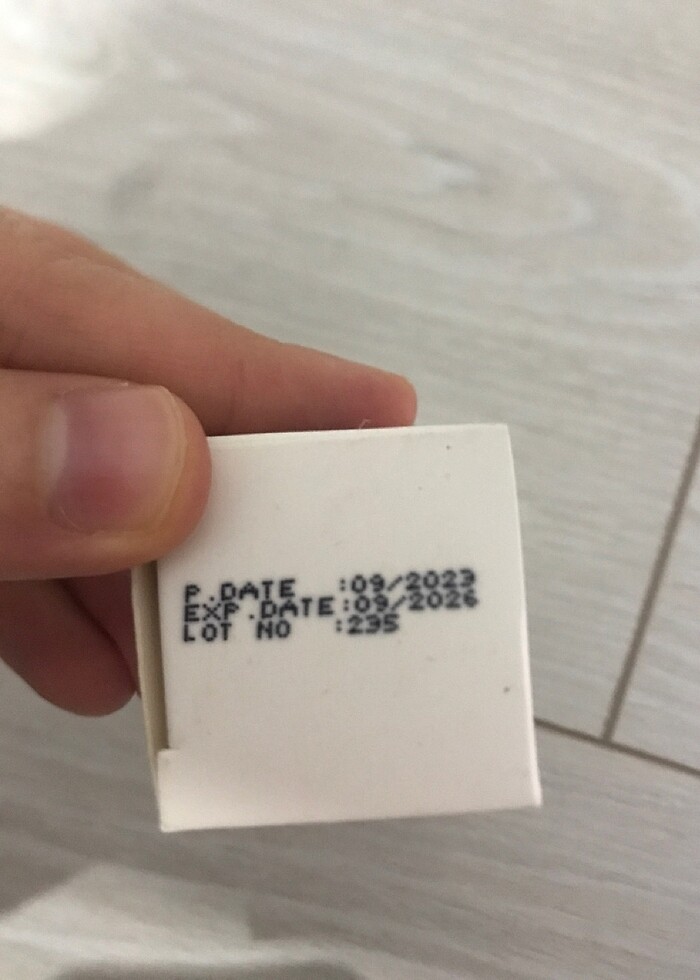 P.DATE :09/2023
EXP.DATE:09/2026
LOT NO :235